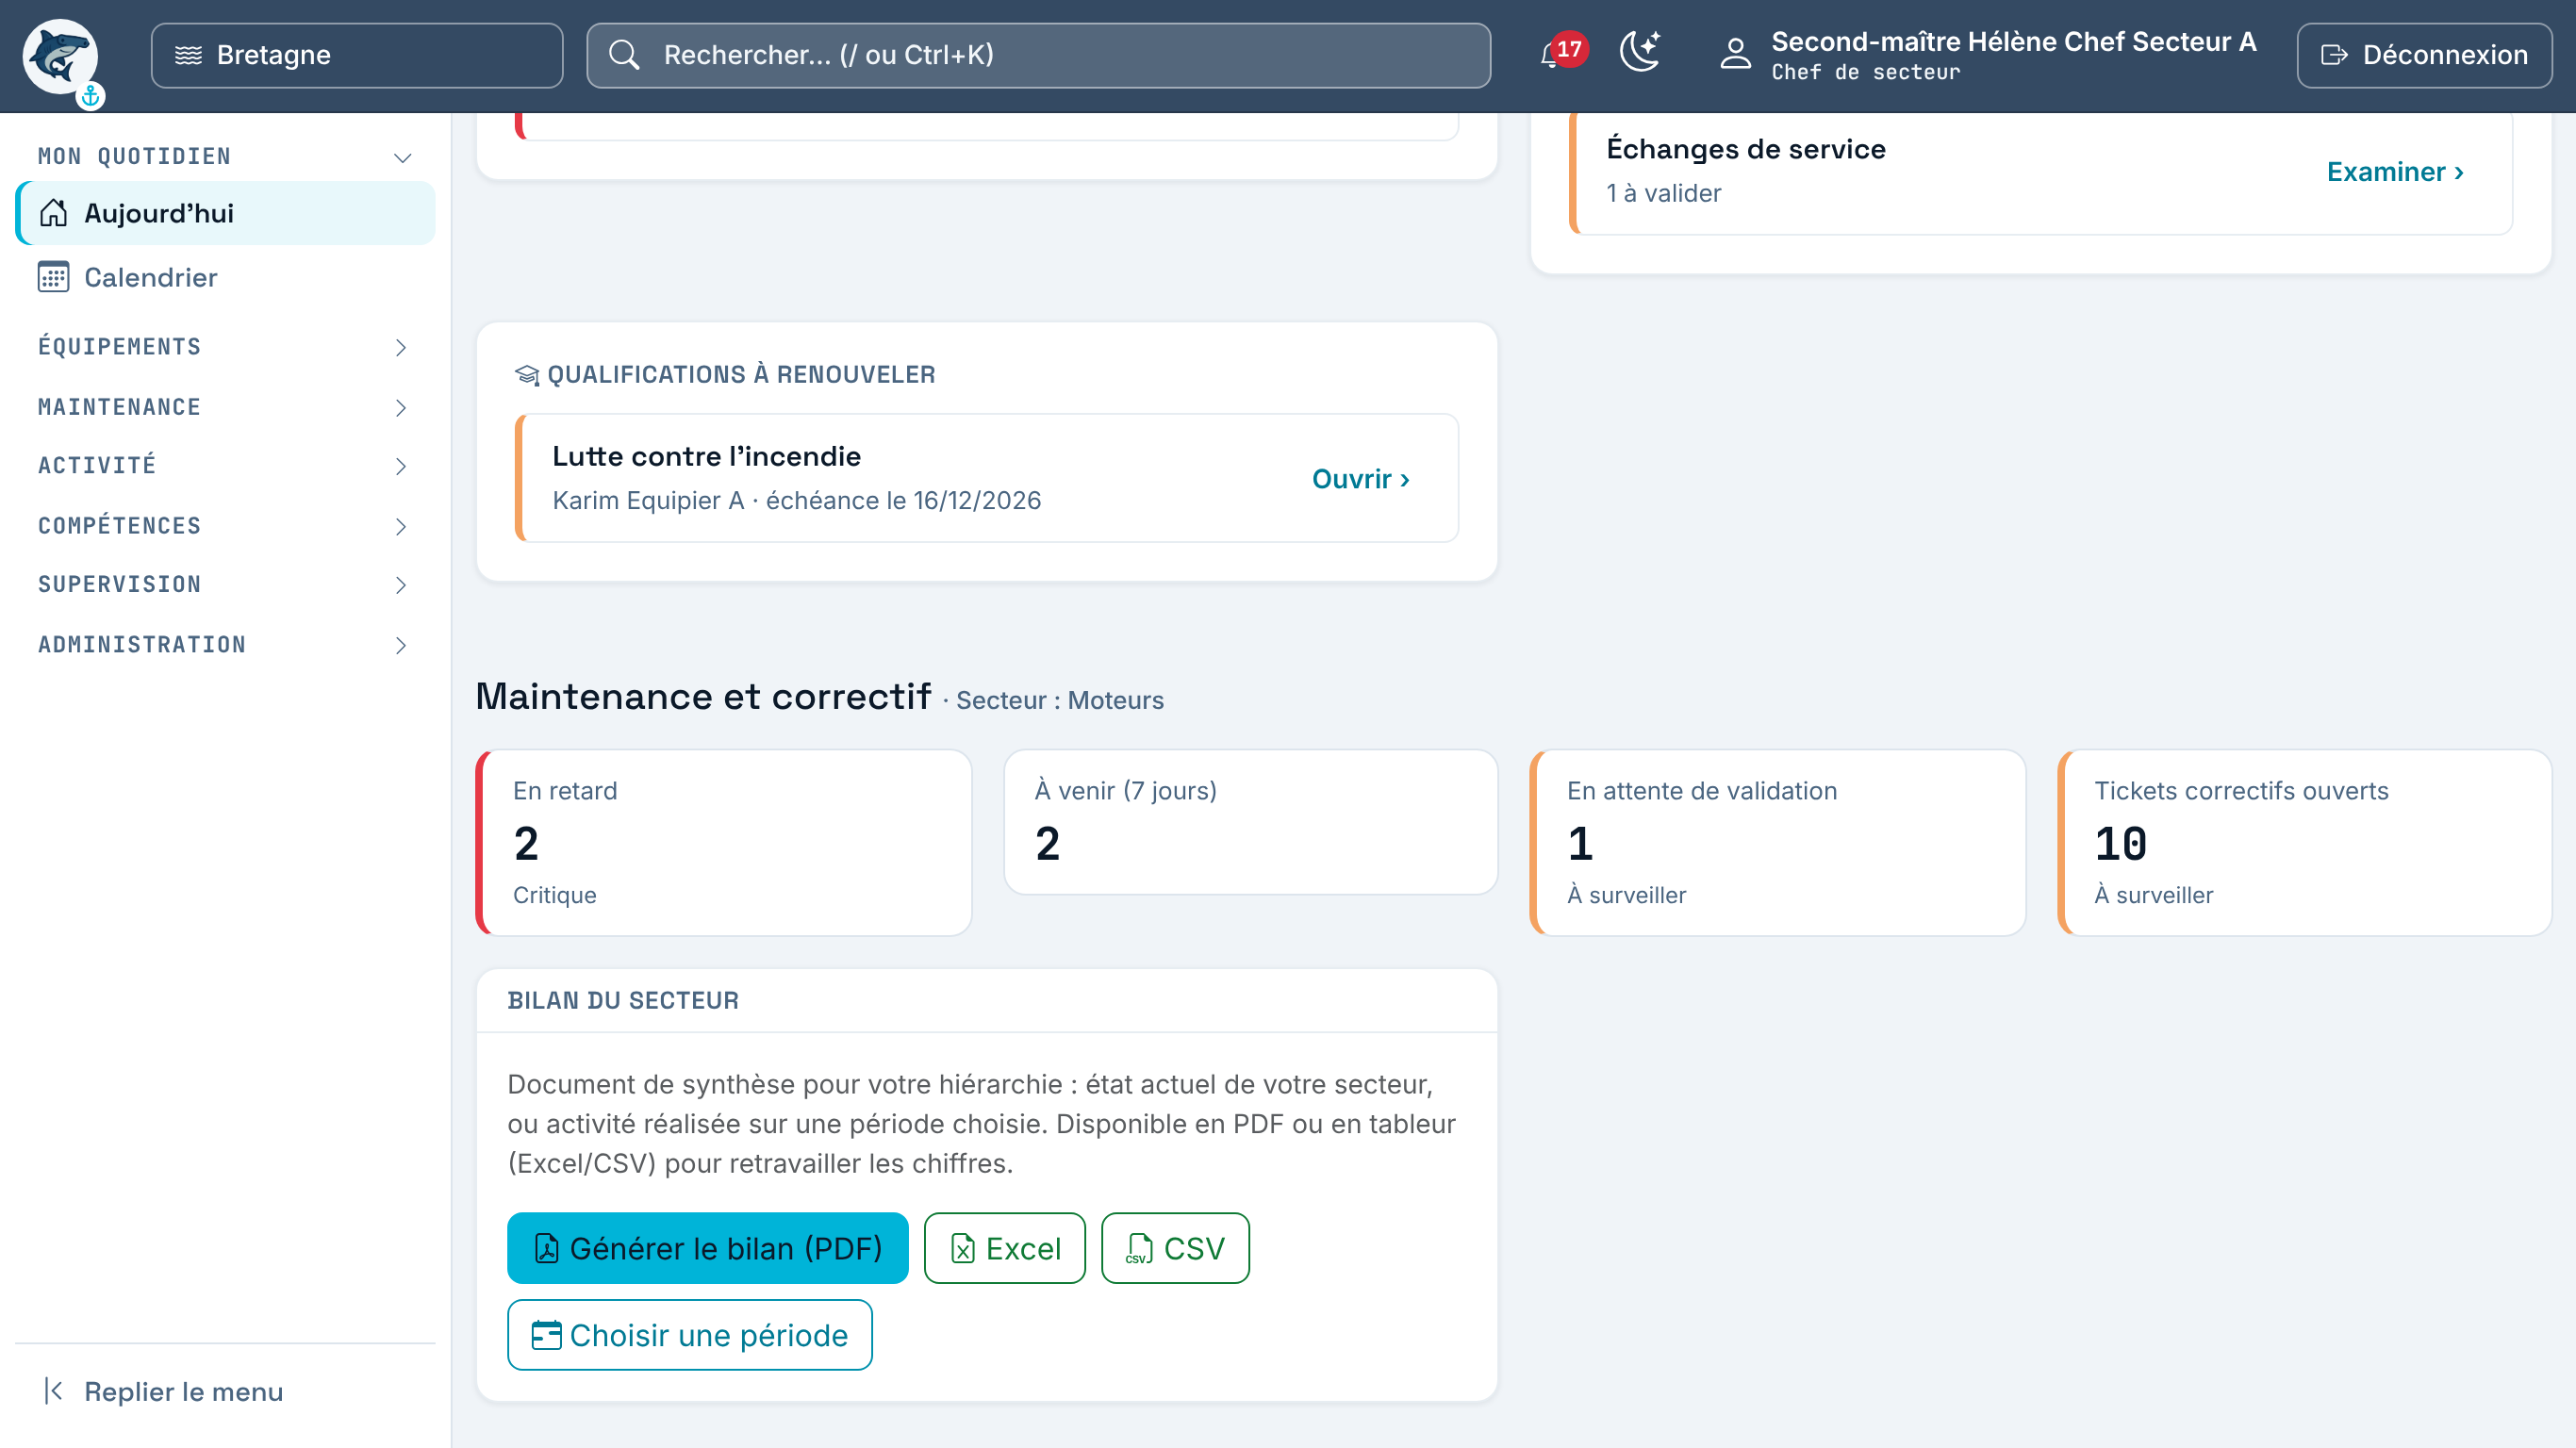 Bretagne
Rechercher... (/ ou Ctrl+K)
17
Second-maître Hélène Chef Secteur A
Chef de secteur
Déconnexion
MON QUOTIDIEN
Aujourd’hui
Calendrier
ÉQUIPEMENTS
MAINTENANCE
ACTIVITÉ
COMPÉTENCES
SUPERVISION
ADMINISTRATION
Replier le menu
Échanges de service
1 à valider
Examiner ›
QUALIFICATIONS À RENOUVELER
Lutte contre l’incendie
Karim Equipier A · échéance le 16/12/2026
Ouvrir ›
Maintenance et correctif · Secteur : Moteurs
En retard
2
Critique
À venir (7 jours)
2
En attente de validation
1
À surveiller
Tickets correctifs ouverts
10
À surveiller
BILAN DU SECTEUR
Document de synthèse pour votre hiérarchie : état actuel de votre secteur,
ou activité réalisée sur une période choisie. Disponible en PDF ou en tableur
(Excel/CSV) pour retravailler les chiffres.
Générer le bilan (PDF)
Excel
CSV
Choisir une période